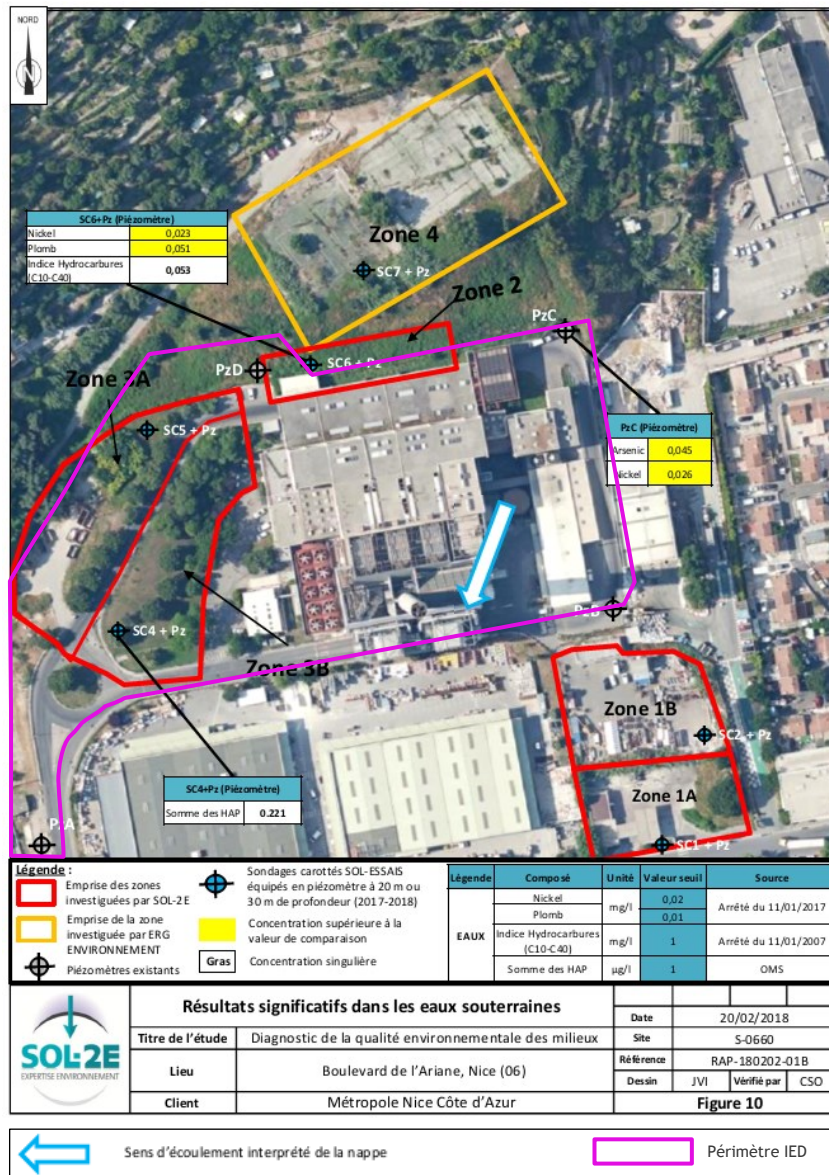 NORD
N
SC6+Pz (Piézomètre)
Nickel 0,023
Plomb 0,051
Indice Hydrocarbures (C10-C40) 0,053
Zone 4
SC7 + Pz
Zone 2
PzC
SC6 + Pz
PzD
Zone 3A
SC5 + Pz
PzC (Piézomètre)
Arsenic 0,045
Nickel 0,026
PzB
SC4 + Pz
Zone 3B
Zone 1B
SC2 + Pz
SC4+Pz (Piézomètre)
Somme des HAP 0.221
Zone 1A
PzA
SC1 + Pz
Légende :
Emprise des zones investiguées par SOL-2E
Emprise de la zone investiguée par ERG ENVIRONNEMENT
Piézomètres existants
Sondages carottés SOL-ESSAIS équipés en piézomètre à 20 m ou 30 m de profondeur (2017-2018)
Concentration supérieure à la valeur de comparaison
Gras Concentration singulière
Légende Composé Unité Valeur seuil Source
EAUX
Nickel mg/l 0,02 Arrêté du 11/01/2017
Plomb 0,01
Indice Hydrocarbures (C10-C40) mg/l 1 Arrêté du 11/01/2007
Somme des HAP µg/l 1 OMS
SOL-2E
EXPERTISE ENVIRONNEMENT
Résultats significatifs dans les eaux souterraines
Titre de l'étude Diagnostic de la qualité environnementale des milieux
Lieu Boulevard de l'Ariane, Nice (06)
Client Métropole Nice Côte d'Azur
Date 20/02/2018
Site S-0660
Référence RAP-180202-01B
Dessin JVI Vérifié par CSO
Figure 10
Sens d'écoulement interprété de la nappe
Périmètre IED